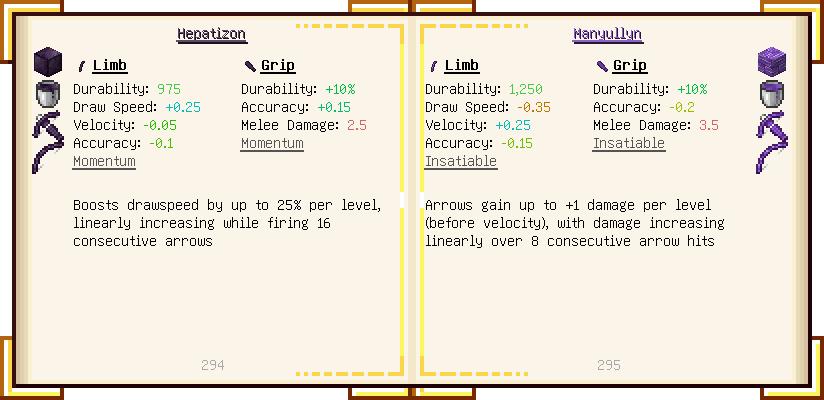 Hepatizon
Limb
Durability: 975
Draw Speed: +0.25
Velocity: -0.05
Accuracy: -0.1
Momentum
Grip
Durability: +10%
Accuracy: +0.15
Melee Damage: 2.5
Momentum
Boosts drawspeed by up to 25% per level,
linearly increasing while firing 16
consecutive arrows
294
Manyullyn
Limb
Durability: 1,250
Draw Speed: -0.35
Velocity: +0.25
Accuracy: -0.15
Insatiable
Grip
Durability: +10%
Accuracy: -0.2
Melee Damage: 3.5
Insatiable
Arrows gain up to +1 damage per level
(before velocity), with damage increasing
linearly over 8 consecutive arrow hits
295